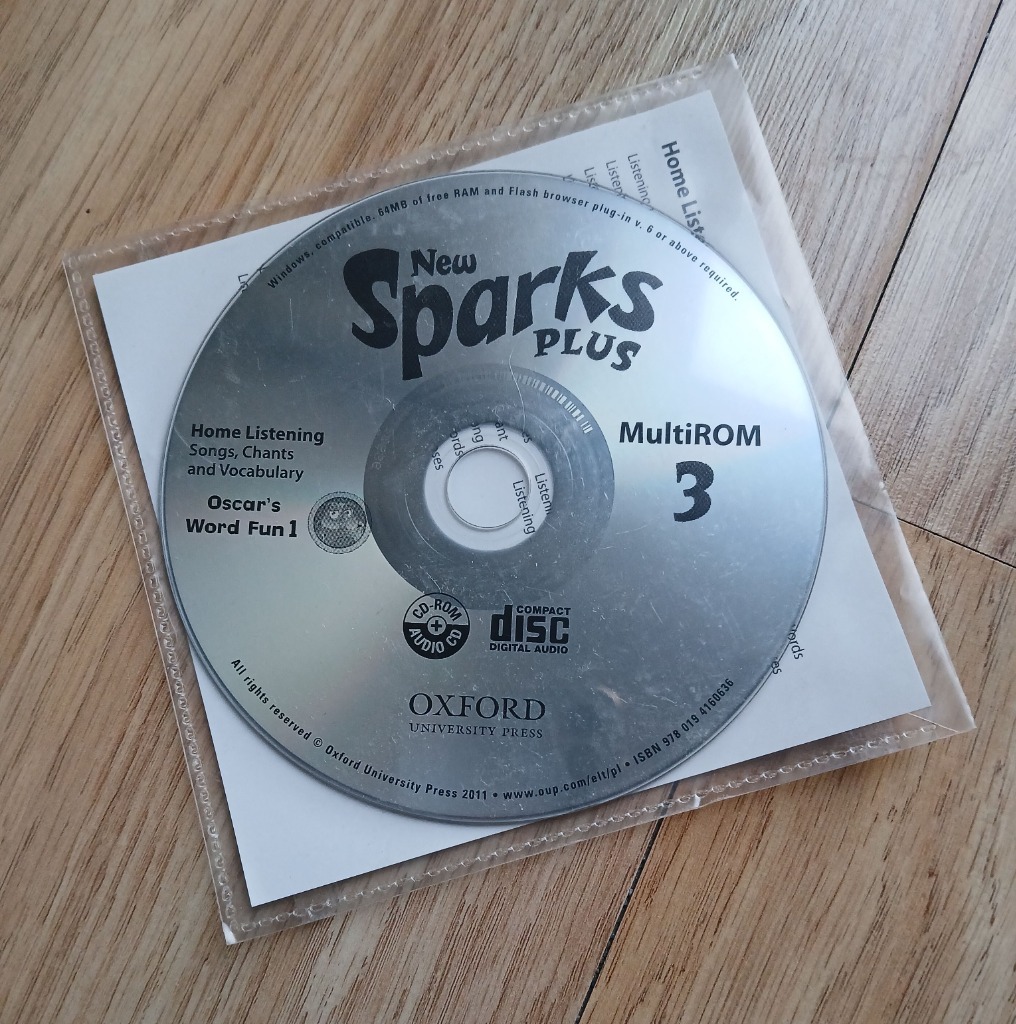 Home Liste
Listening
Windows, compatible, 64MB of free RAM and Flash browser plug-in v. 6 or above required.
New
Sparks
PLUS
Home Listening
Songs, Chants
and Vocabulary
Oscar's
Word Fun 1
MultiROM
3
Listening
CD-ROM
+
AUDIO CD
COMPACT
disc
DIGITAL AUDIO
OXFORD
UNIVERSITY PRESS
All rights reserved © Oxford University Press 2011 • www.oup.com/elt/pl • ISBN 978 019 4160636